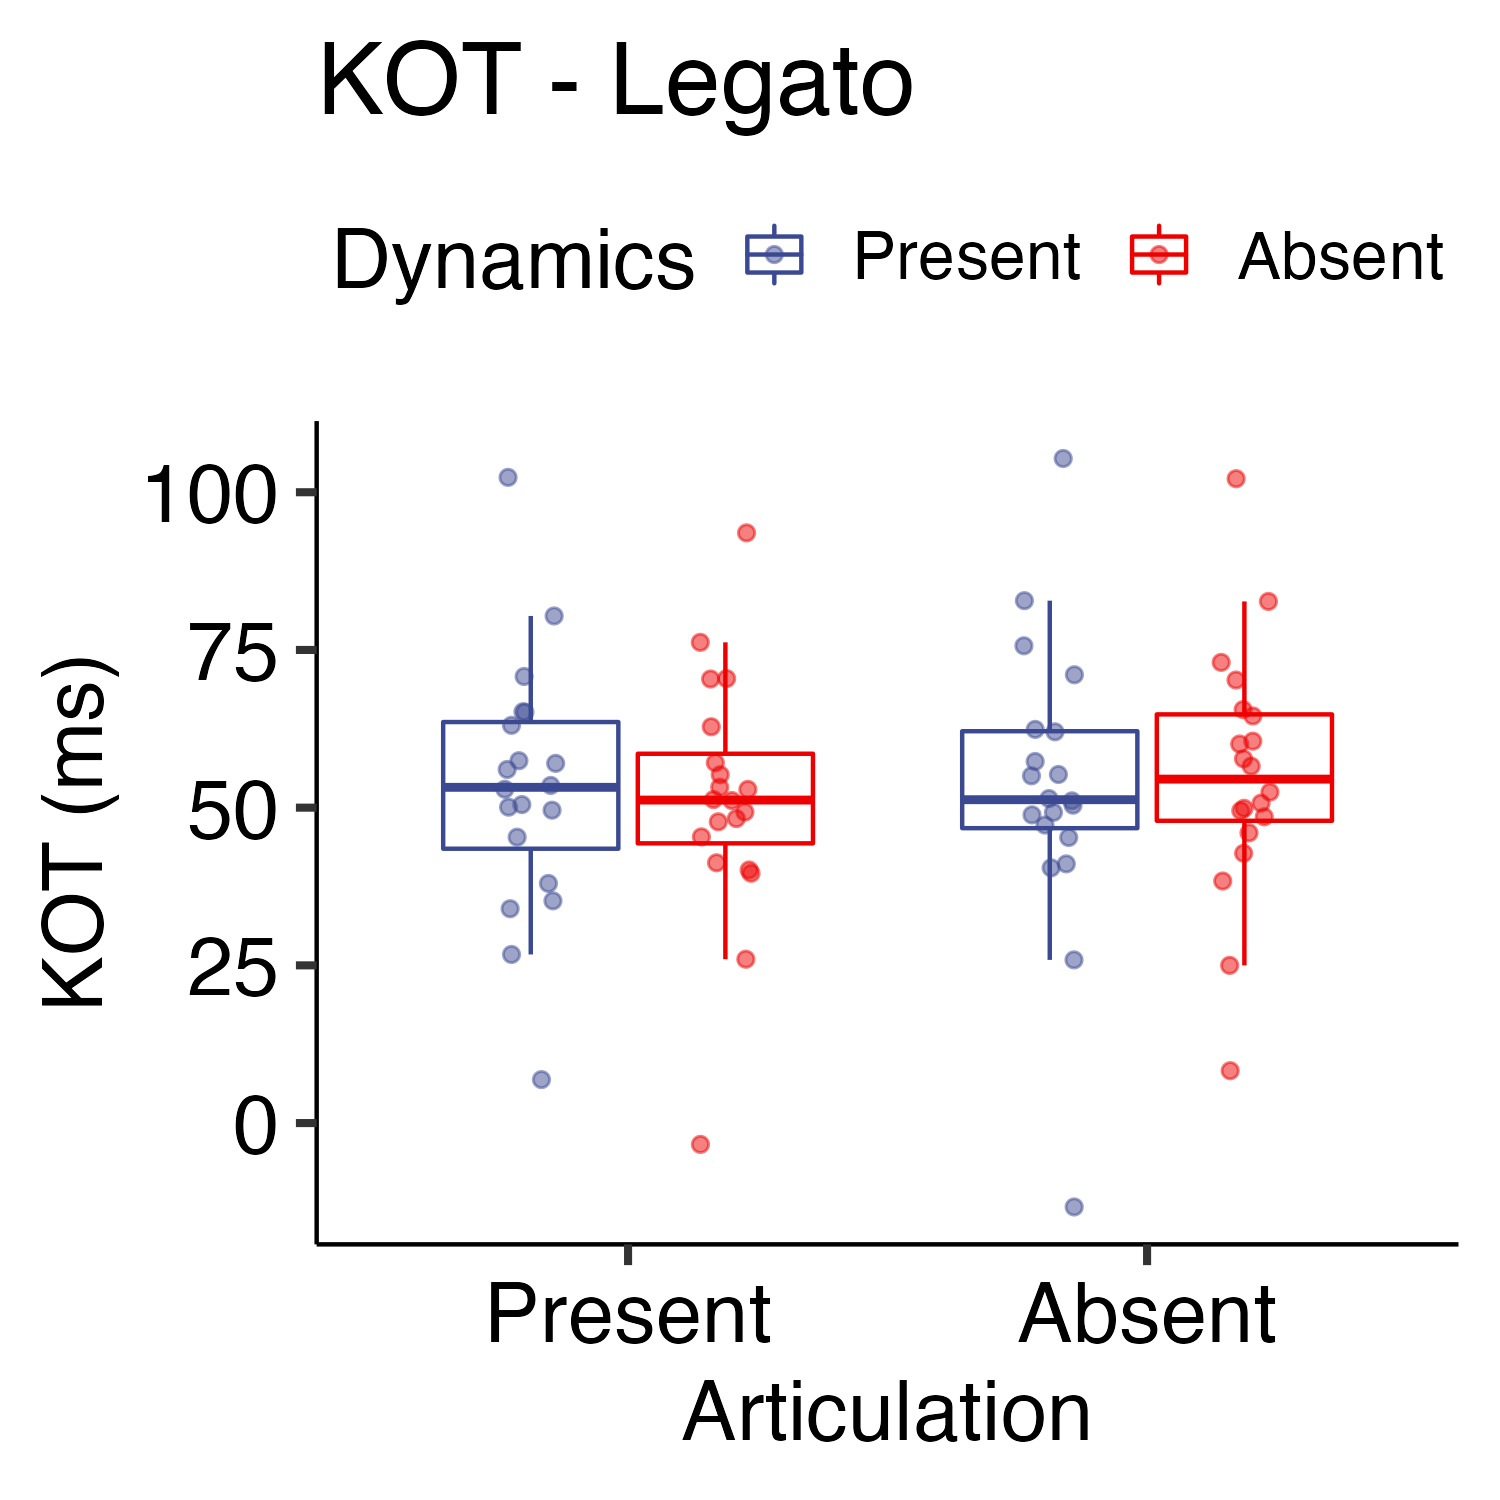 KOT - Legato
Dynamics Present Absent
100
75
50
25
0
KOT (ms)
Present Absent
Articulation